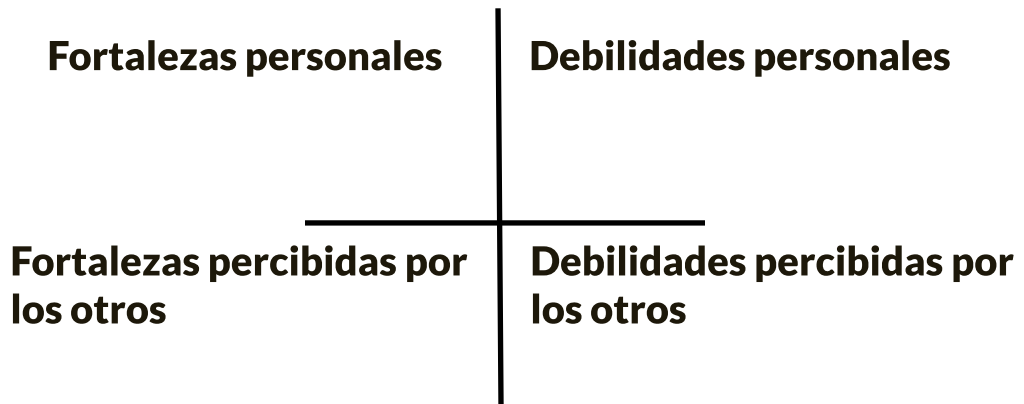 Fortalezas personales
Debilidades personales
Fortalezas percibidas por
los otros
Debilidades percibidas por
los otros